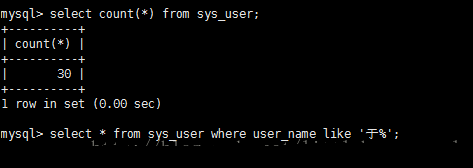 mysql> select count(*) from sys_user;
+----------+
| count(*) |
+----------+
|       30 |
+----------+
1 row in set (0.00 sec)
mysql> select * from sys_user where user_name like '于%';